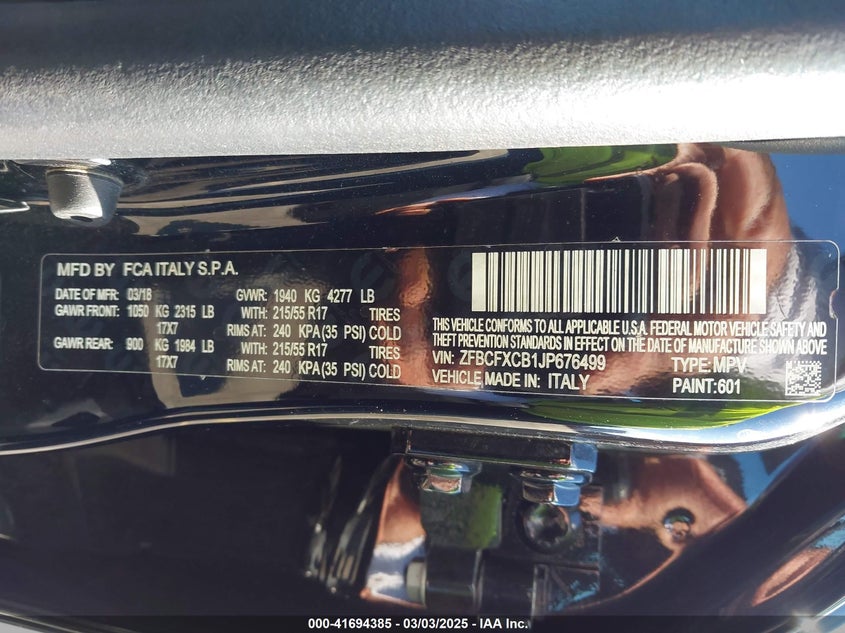 MFD BY FCA ITALY S.P.A.
DATE OF MFR: 03/18 GVWR: 1940 KG 4277 LB
GAWR FRONT: 1050 KG 2315 LB WITH: 215/55 R17 TIRES
17X7 RIMS AT: 240 KPA (35 PSI) COLD
GAWR REAR: 900 KG 1984 LB WITH: 215/55 R17 TIRES
17X7 RIMS AT: 240 KPA (35 PSI) COLD
THIS VEHICLE CONFORMS TO ALL APPLICABLE U.S.A. FEDERAL MOTOR VEHICLE SAFETY AND
THEFT PREVENTION STANDARDS IN EFFECT ON THE DATE OF MANUFACTURE SHOWN ABOVE
VIN: ZFBCFXCB1JP676499 TYPE: MPV
VEHICLE MADE IN: ITALY PAINT: 601
000-41694385 - 03/03/2025 - IAA Inc.